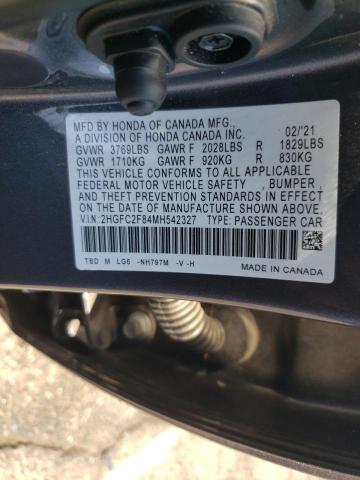 MFD BY HONDA OF CANADA MFG.,
A DIVISION OF HONDA CANADA INC. 02/'21
GVWR 3769LBS GAWR F 2028LBS R 1829LBS
GVWR 1710KG GAWR F 920KG R 830KG
THIS VEHICLE CONFORMS TO ALL APPLICABLE
FEDERAL MOTOR VEHICLE SAFETY , BUMPER ,
AND THEFT PREVENTION STANDARDS IN EFFECT
ON THE DATE OF MANUFACTURE SHOWN ABOVE.
V.I.N: 2HGFC2F84MH542327 TYPE: PASSENGER CAR
TBD M LG6 -NH797M -V -H
MADE IN CANADA